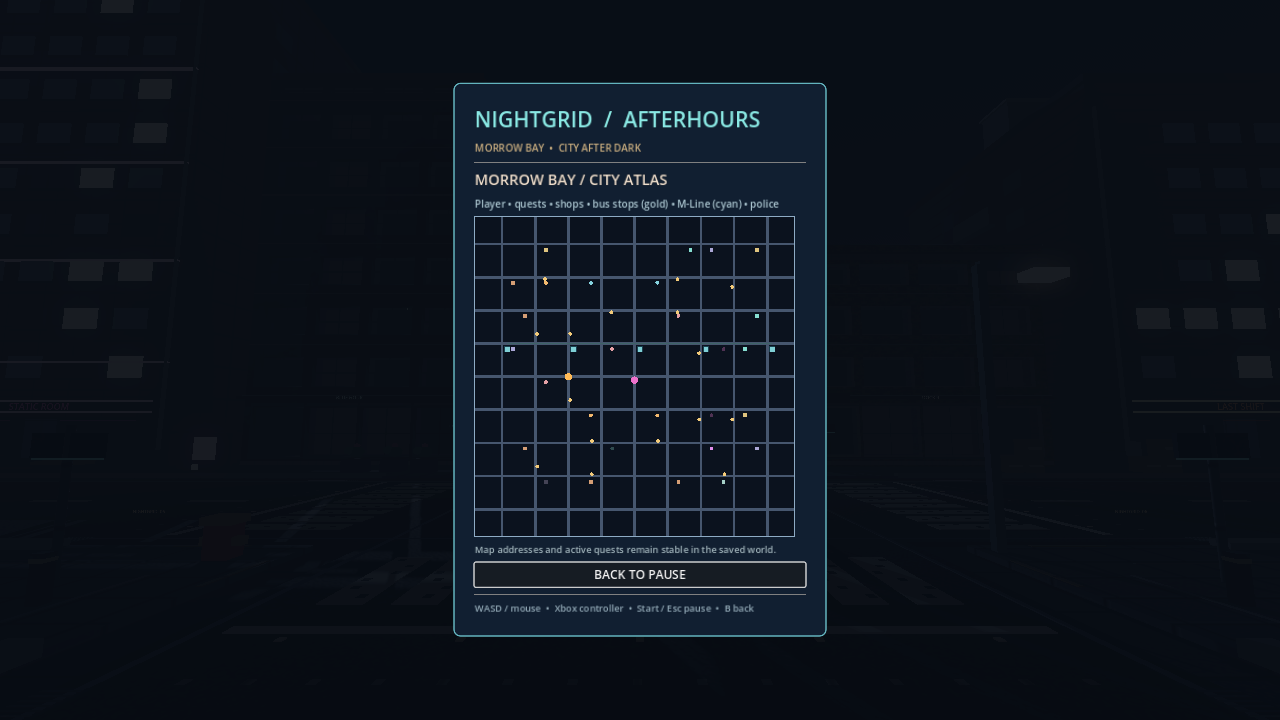 NIGHTGRID / AFTERHOURS
MORROW BAY • CITY AFTER DARK
MORROW BAY / CITY ATLAS
Player • quests • shops • bus stops (gold) • M-Line (cyan) • police
Map addresses and active quests remain stable in the saved world.
BACK TO PAUSE
WASD / mouse • Xbox controller • Start / Esc pause • B back